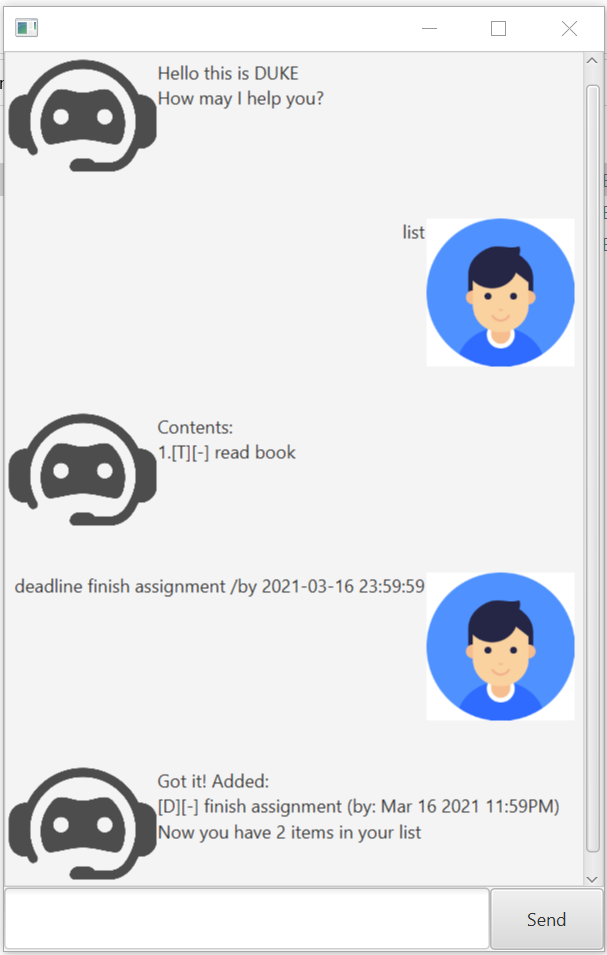 Hello this is DUKE
How may I help you?
list
Contents:
1.[T][-] read book
deadline finish assignment /by 2021-03-16 23:59:59
Got it! Added:
[D][-] finish assignment (by: Mar 16 2021 11:59PM)
Now you have 2 items in your list
Send